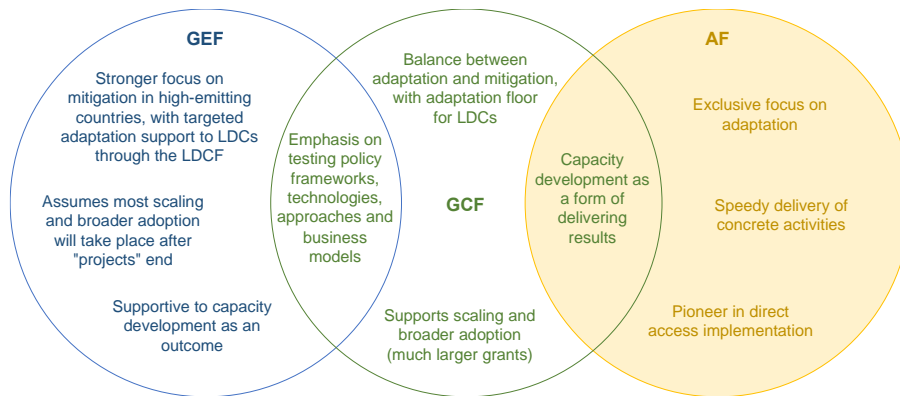 GEF
Stronger focus on
mitigation in high-emitting
countries, with targeted
adaptation support to LDCs
through the LDCF
Assumes most scaling
and broader adoption
will take place after
"projects" end
Supportive to capacity
development as an
outcome
Emphasis on
testing policy
frameworks,
technologies,
approaches and
business
models
Balance between
adaptation and mitigation,
with adaptation floor
for LDCs
GCF
Supports scaling and
broader adoption
(much larger grants)
Capacity
development as
a form of
delivering
results
AF
Exclusive focus on
adaptation
Speedy delivery of
concrete activities
Pioneer in direct
access implementation